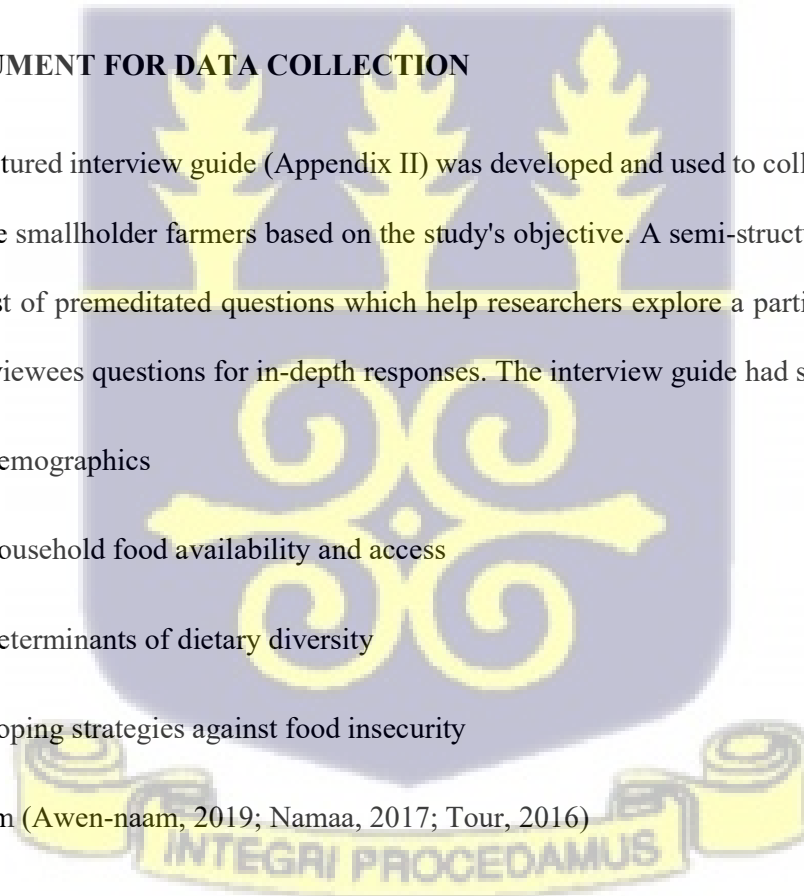 UMENT FOR DATA COLLECTION
tured interview guide (Appendix II) was developed and used to coll
e smallholder farmers based on the study's objective. A semi-struct
st of premeditated questions which help researchers explore a parti
viewees questions for in-depth responses. The interview guide had s
emographics
ousehold food availability and access
eterminants of dietary diversity
oping strategies against food insecurity
m (Awen-naam, 2019; Namaa, 2017; Tour, 2016)
INTEGRI PROCEDAMUS